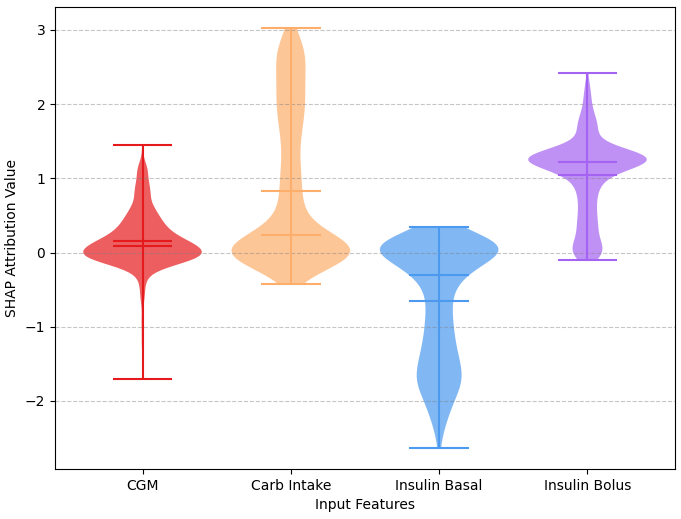 3
2
1
0
−1
−2
SHAP Attribution Value
CGM
Carb Intake
Insulin Basal
Insulin Bolus
Input Features